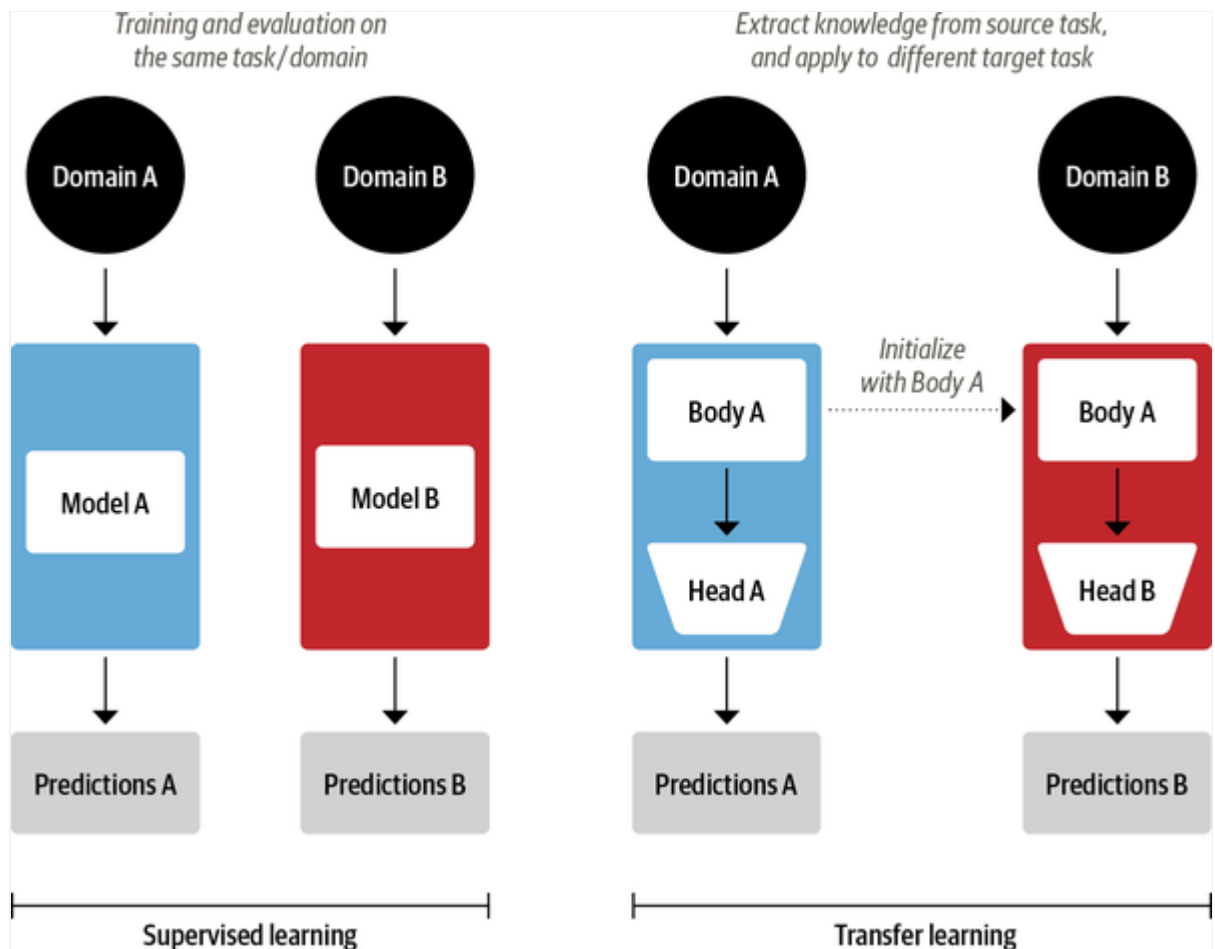 Training and evaluation on
the same task/domain
Extract knowledge from source task,
and apply to different target task
Domain A
Domain B
Domain A
Domain B
Initialize
with Body A
Model A
Model B
Body A
Body A
Head A
Head B
Predictions A
Predictions B
Predictions A
Predictions B
Supervised learning
Transfer learning